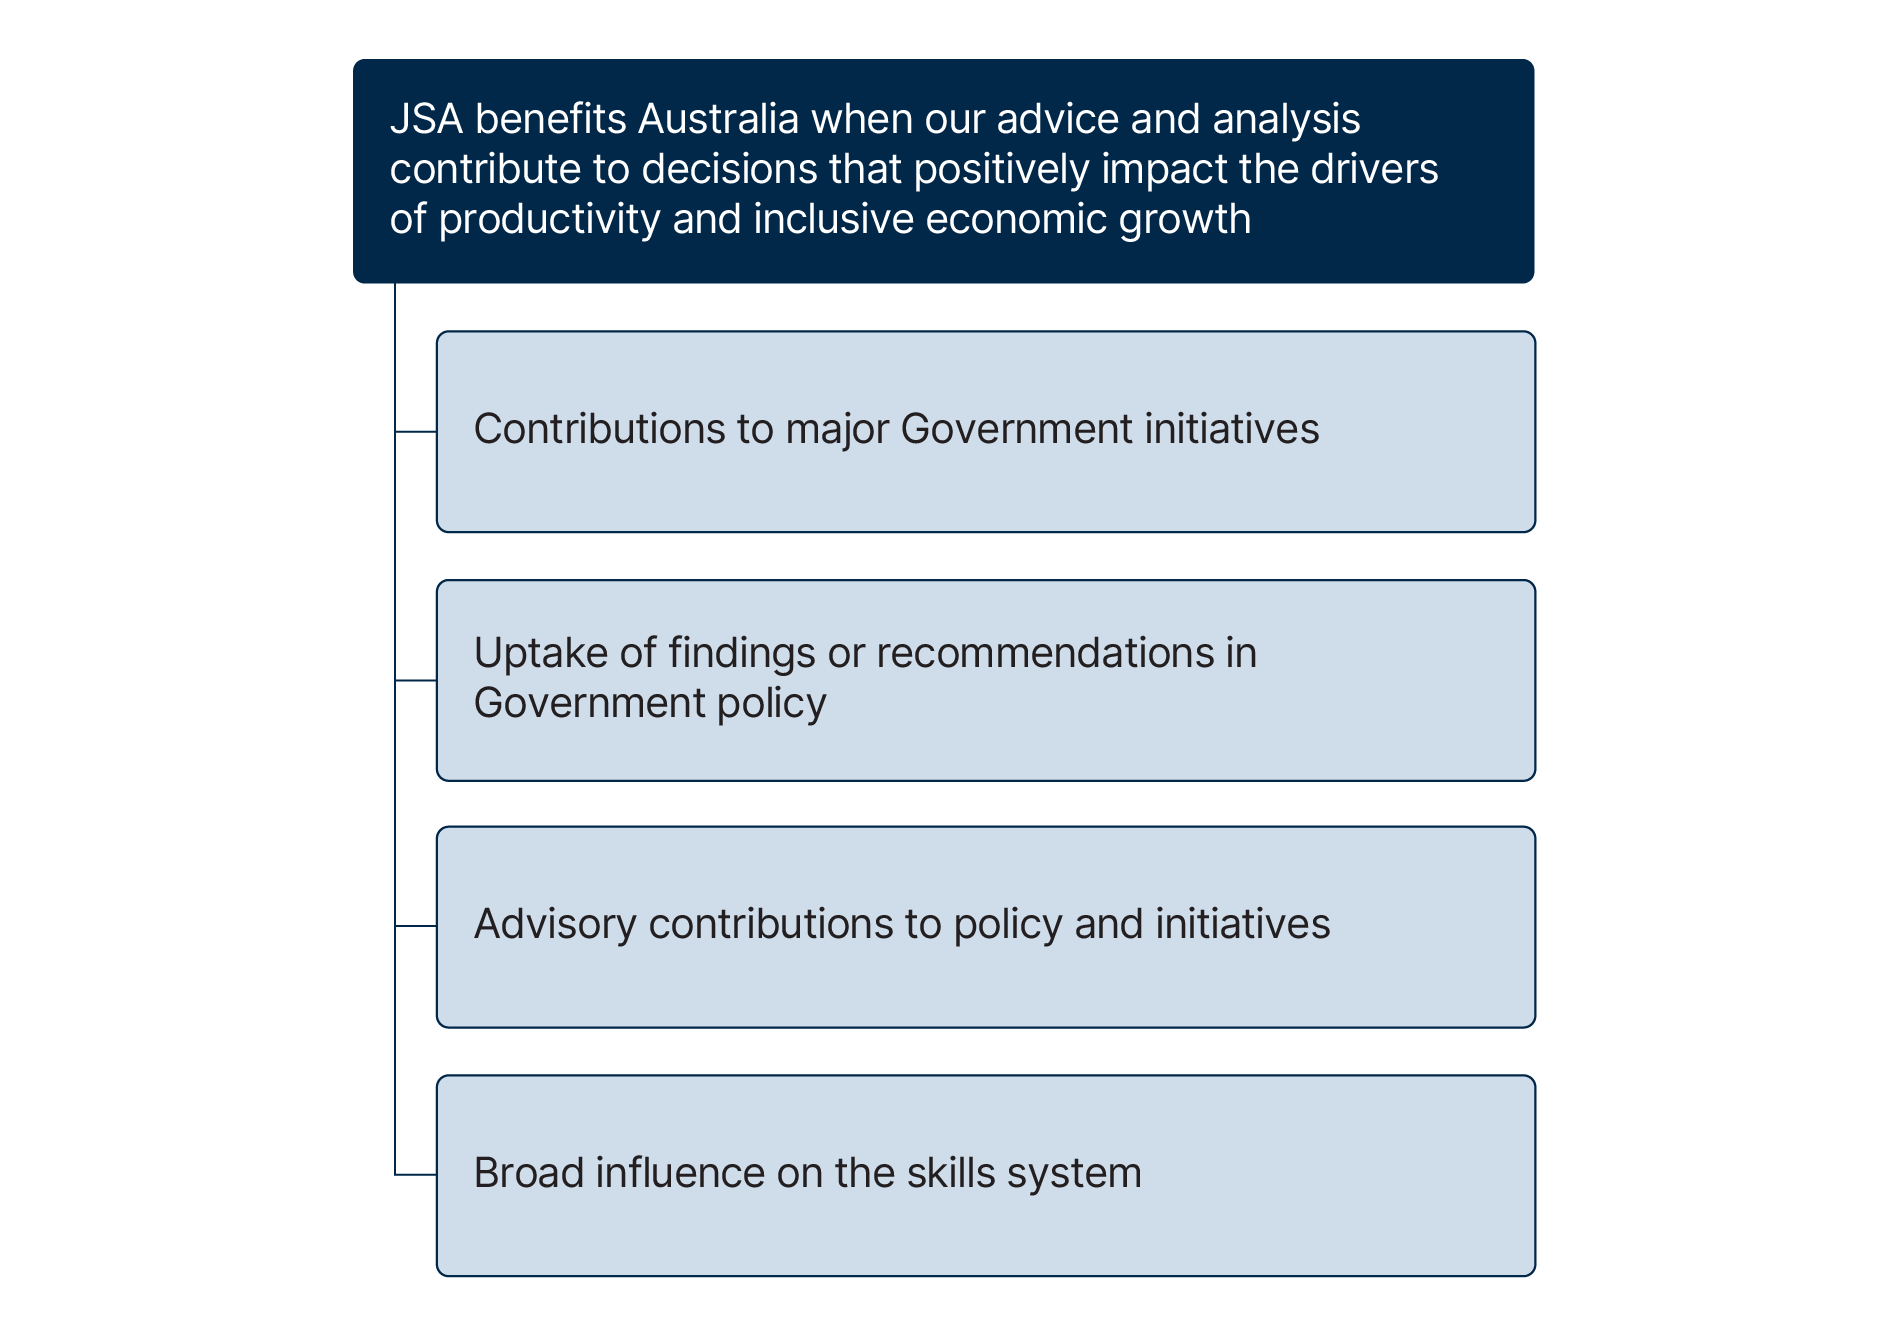 JSA benefits Australia when our advice and analysis
contribute to decisions that positively impact the drivers
of productivity and inclusive economic growth
Contributions to major Government initiatives
Uptake of findings or recommendations in
Government policy
Advisory contributions to policy and initiatives
Broad influence on the skills system